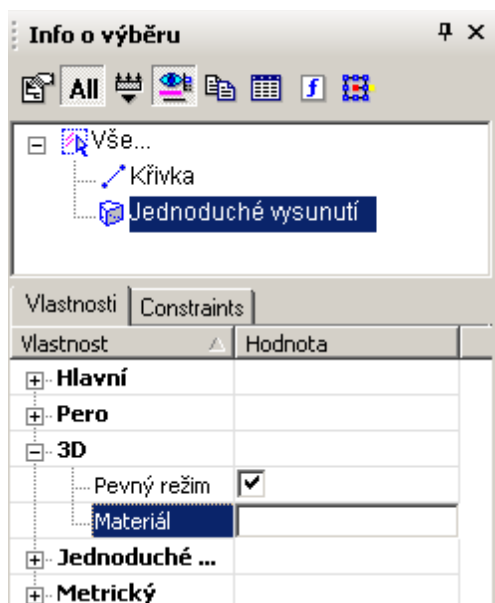 Info o výběru
All
Vše...
Křivka
Jednoduché vysunutí
Vlastnosti Constraints
Vlastnost Hodnota
Hlavní
Pero
3D
Pevný režim
Materiál
Jednoduché ...
Metrický